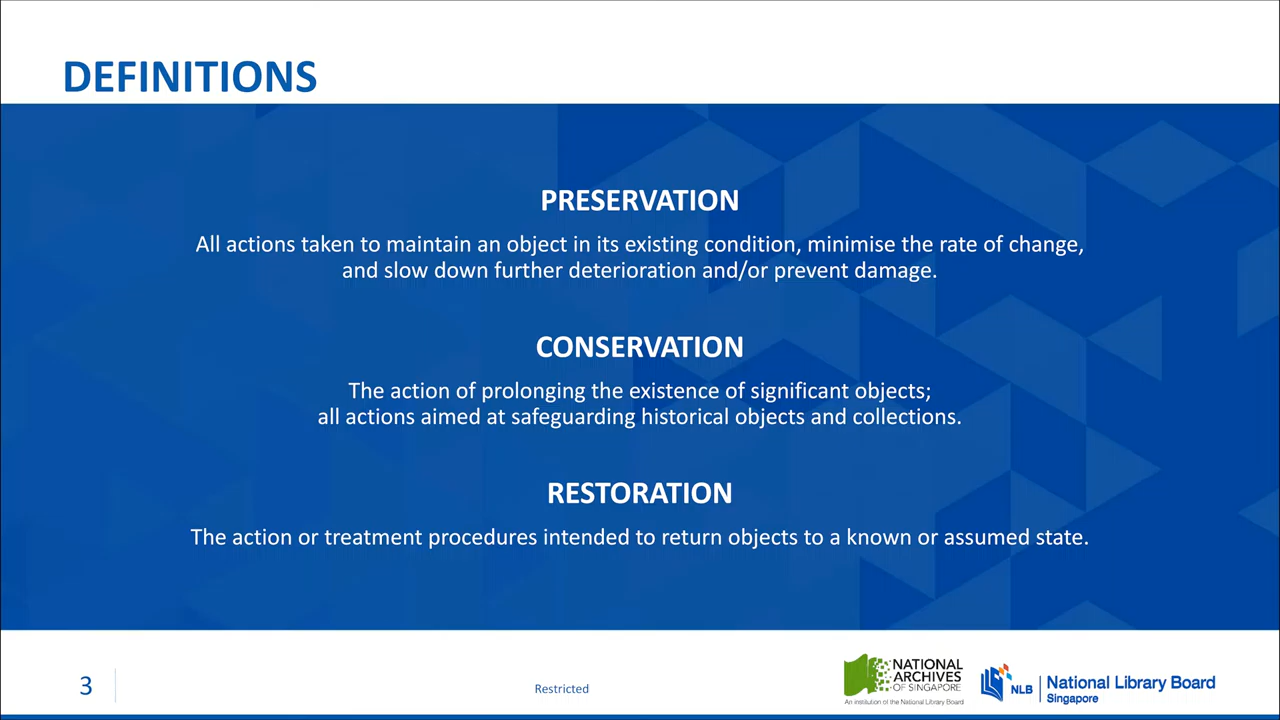 DEFINITIONS
PRESERVATION
All actions taken to maintain an object in its existing condition, minimise the rate of change,
and slow down further deterioration and/or prevent damage.
CONSERVATION
The action of prolonging the existence of significant objects;
all actions aimed at safeguarding historical objects and collections.
RESTORATION
The action or treatment procedures intended to return objects to a known or assumed state.
3
Restricted
NATIONAL
ARCHIVES
OF SINGAPORE
An institution of the National Library Board
NLB
National Library Board
Singapore